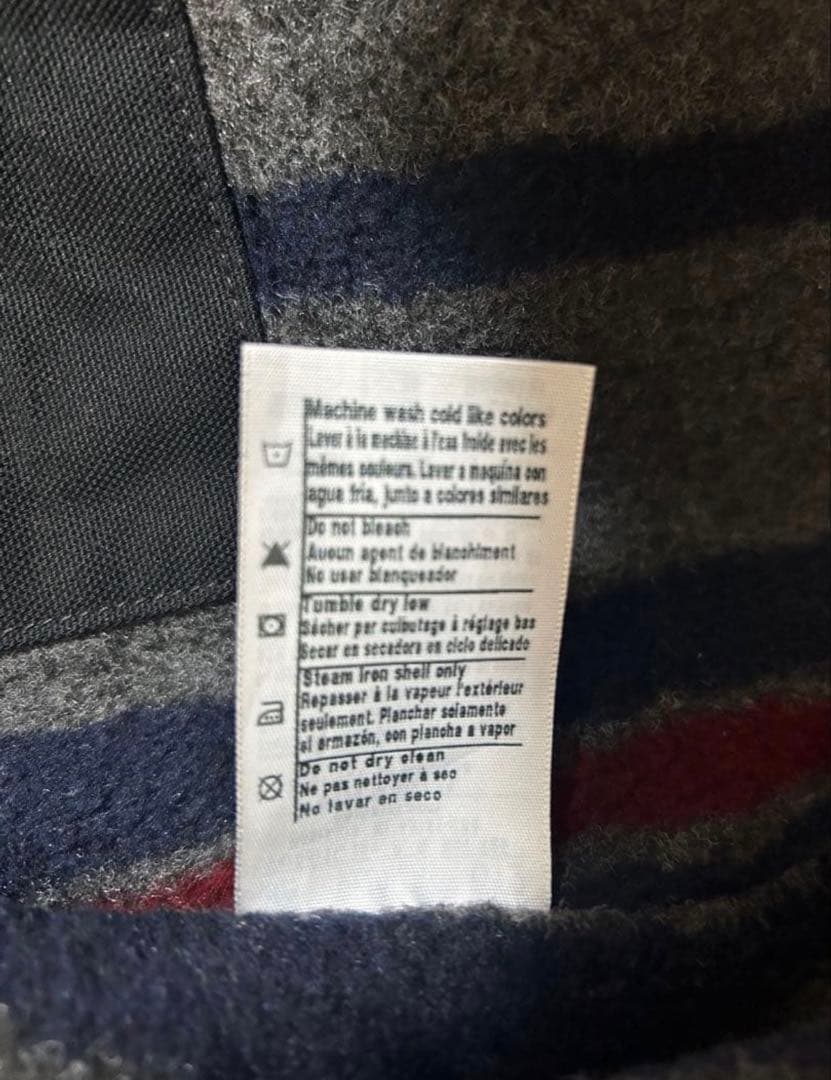 Machine wash cold like colors
Laver à la machine à l'eau froide avec les
mêmes couleurs. Lavar a maquina con
agua fria, junto a colores similares
Do not bleach
Aucun agent de blanchiment
No usar blanqueador
Tumble dry low
Sécher par culbutage à réglage bas
Secar en secadora en ciclo delicado
Steam iron shell only
Repasser à la vapeur l'extérieur
seulement. Planchar solamente
el armazón, con plancha a vapor
Do not dry clean
Ne pas nettoyer à sec
No lavar en seco